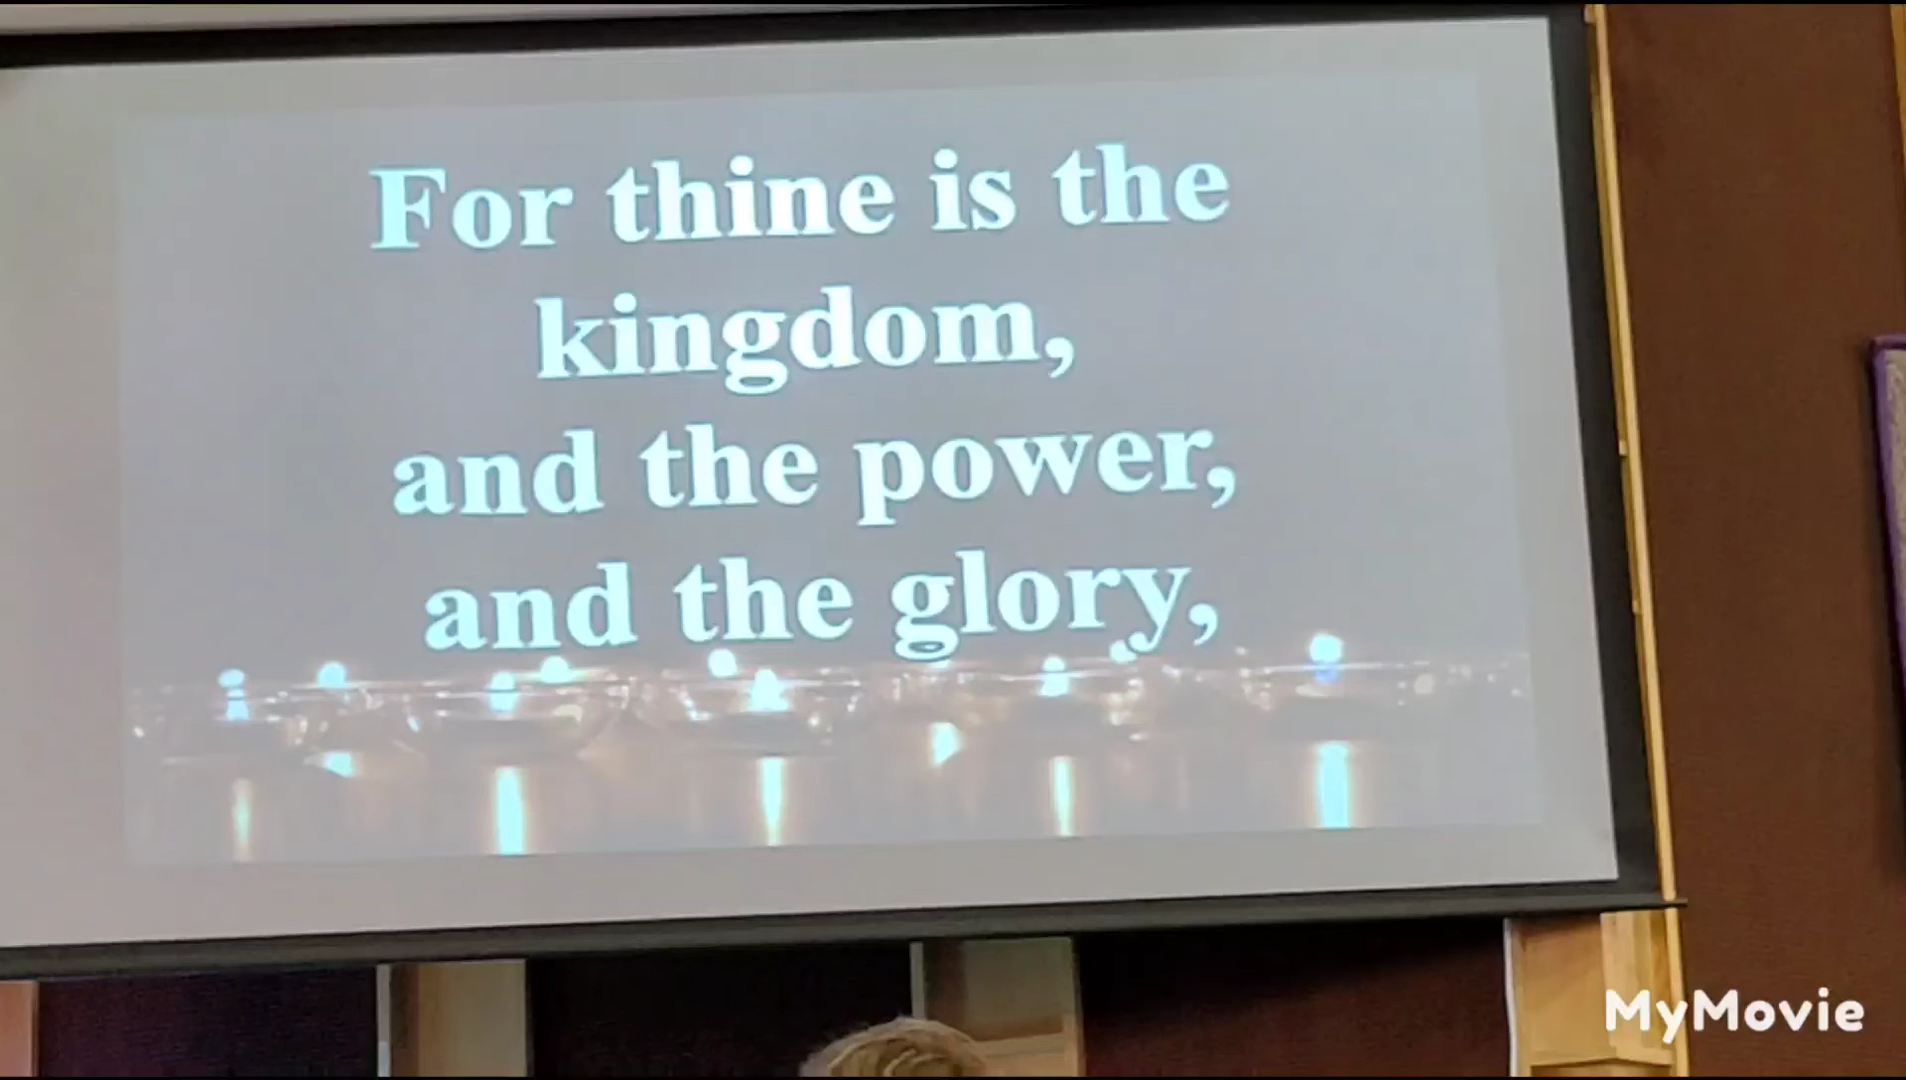 For thine is the
kingdom,
and the power,
and the glory,
MyMovie